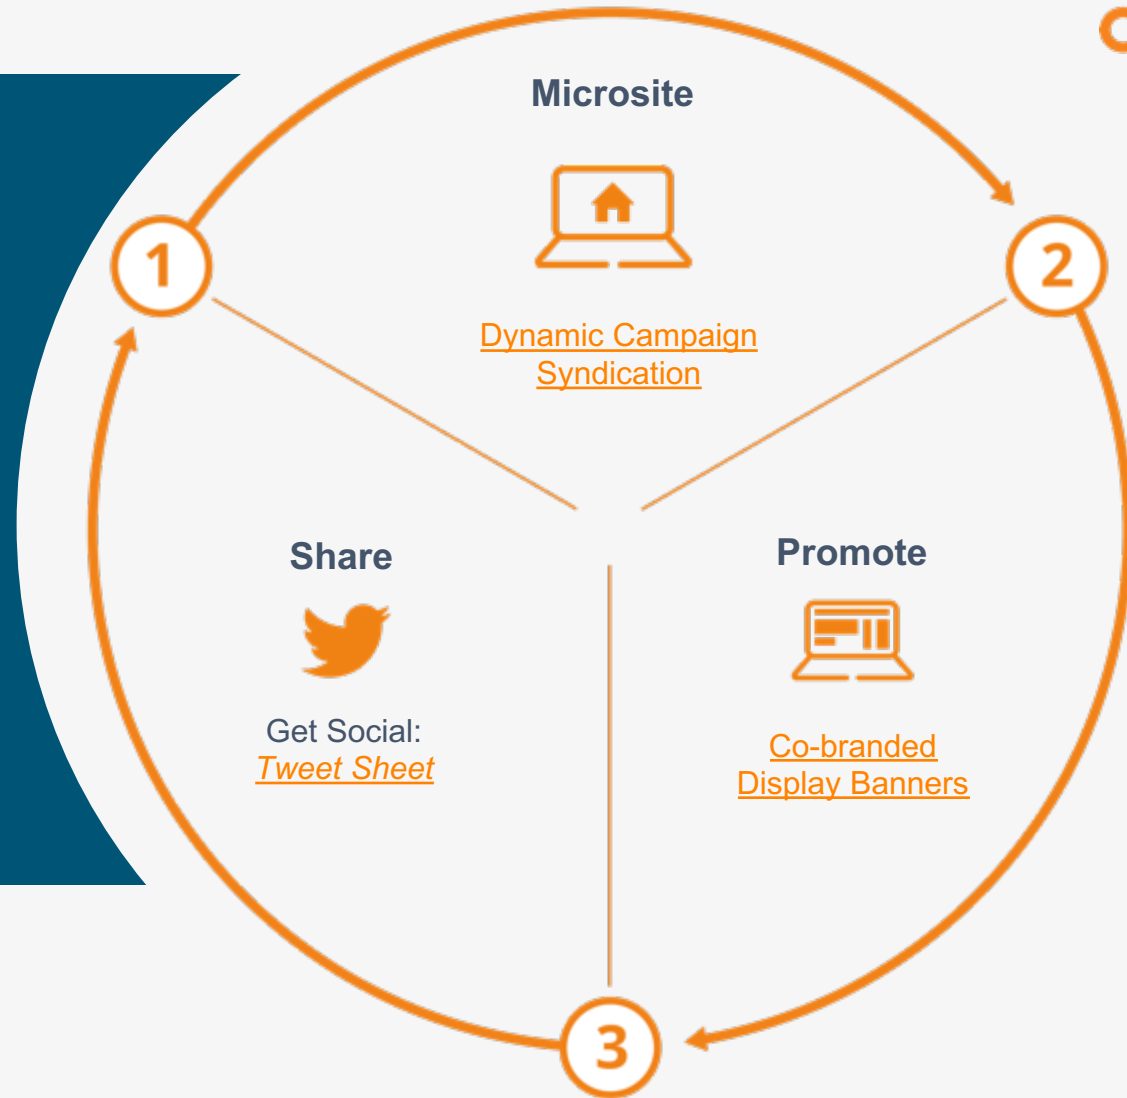 Microsite
1
2
Dynamic Campaign
Syndication
Share
Get Social:
Tweet Sheet
Promote
Co-branded
Display Banners
3